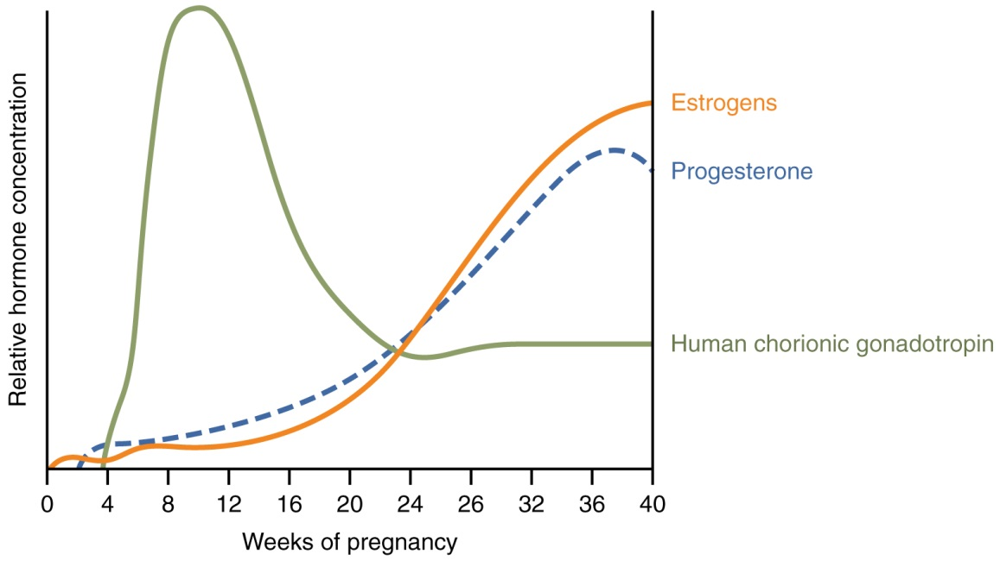 Relative hormone concentration
Estrogens
Progesterone
Human chorionic gonadotropin
0 4 8 12 16 20 24 26 32 36 40
Weeks of pregnancy